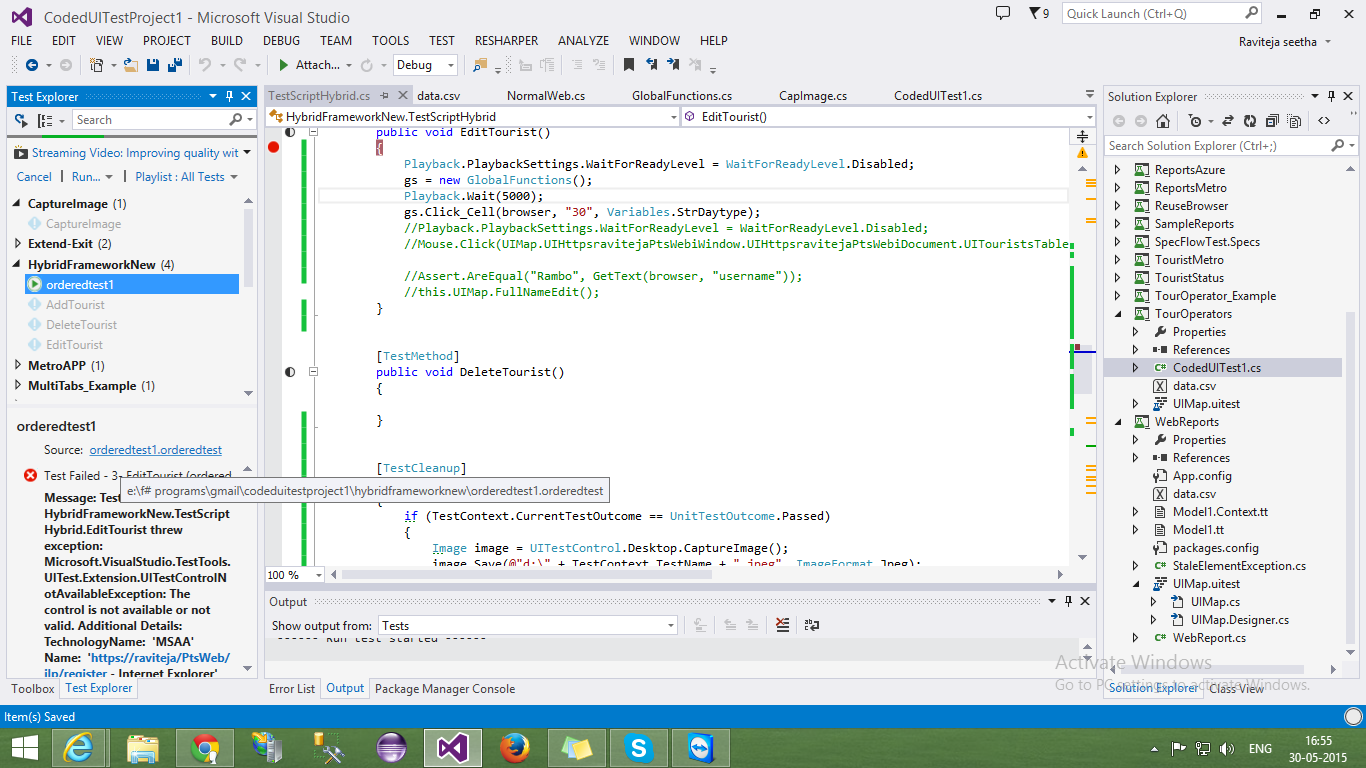 CodedUITestProject1 - Microsoft Visual Studio
9
Quick Launch (Ctrl+Q)
FILE EDIT VIEW PROJECT BUILD DEBUG TEAM TOOLS TEST RESHARPER ANALYZE WINDOW HELP
Raviteja seetha
Attach...
Debug
Test Explorer
Search
Streaming Video: Improving quality wit
Cancel | Run... | Playlist : All Tests
CaptureImage (1)
CaptureImage
Extend-Exit (2)
HybridFrameworkNew (4)
orderedtest1
AddTourist
DeleteTourist
EditTourist
MetroAPP (1)
MultiTabs_Example (1)
orderedtest1
Source: orderedtest1.orderedtest
Test Failed - 3- EditTourist (ordered
Message: Test
HybridFrameworkNew.TestScript
Hybrid.EditTourist threw
exception:
Microsoft.VisualStudio.TestTools.
UITest.Extension.UITestControlN
otAvailableException: The
control is not available or not
valid. Additional Details:
TechnologyName: 'MSAA'
Name: 'https://raviteja/PtsWeb/
ilp/register - Internet Explorer'
Toolbox
Test Explorer
TestScriptHybrid.cs
data.csv
NormalWeb.cs
GlobalFunctions.cs
CapImage.cs
CodedUITest1.cs
HybridFrameworkNew.TestScriptHybrid
EditTourist()
public void EditTourist()
{
Playback.PlaybackSettings.WaitForReadyLevel = WaitForReadyLevel.Disabled;
gs = new GlobalFunctions();
Playback.Wait(5000);
gs.Click_Cell(browser, "30", Variables.StrDaytype);
//Playback.PlaybackSettings.WaitForReadyLevel = WaitForReadyLevel.Disabled;
//Mouse.Click(UIMap.UIHttpsravitejaPtsWebiWindow.UIHttpsravitejaPtsWebiDocument.UITouristsTable
//Assert.AreEqual("Rambo", GetText(browser, "username"));
//this.UIMap.FullNameEdit();
}
[TestMethod]
public void DeleteTourist()
{
}
[TestCleanup]
e:\f# programs\gmail\codeduitestproject1\hybridframeworknew\orderedtest1.orderedtest
{
if (TestContext.CurrentTestOutcome == UnitTestOutcome.Passed)
{
Image image = UITestControl.Desktop.CaptureImage();
image.Save(@"d:\" + TestContext.TestName + ".jpeg", ImageFormat.Jpeg);
100 %
Output
Show output from: Tests
------ Run test started ------
Error List
Output
Package Manager Console
Solution Explorer
Search Solution Explorer (Ctrl+;)
ReportsAzure
ReportsMetro
ReuseBrowser
SampleReports
SpecFlowTest.Specs
TouristMetro
TouristStatus
TourOperator_Example
TourOperators
Properties
References
CodedUITest1.cs
data.csv
UIMap.uitest
WebReports
Properties
References
App.config
data.csv
Model1.Context.tt
Model1.tt
packages.config
StaleElementException.cs
UIMap.uitest
UIMap.cs
UIMap.Designer.cs
WebReport.cs
Activate Windows
Go to PC settings to activate Windows.
Solution Explorer
Class View
Item(s) Saved
ENG
16:55
30-05-2015